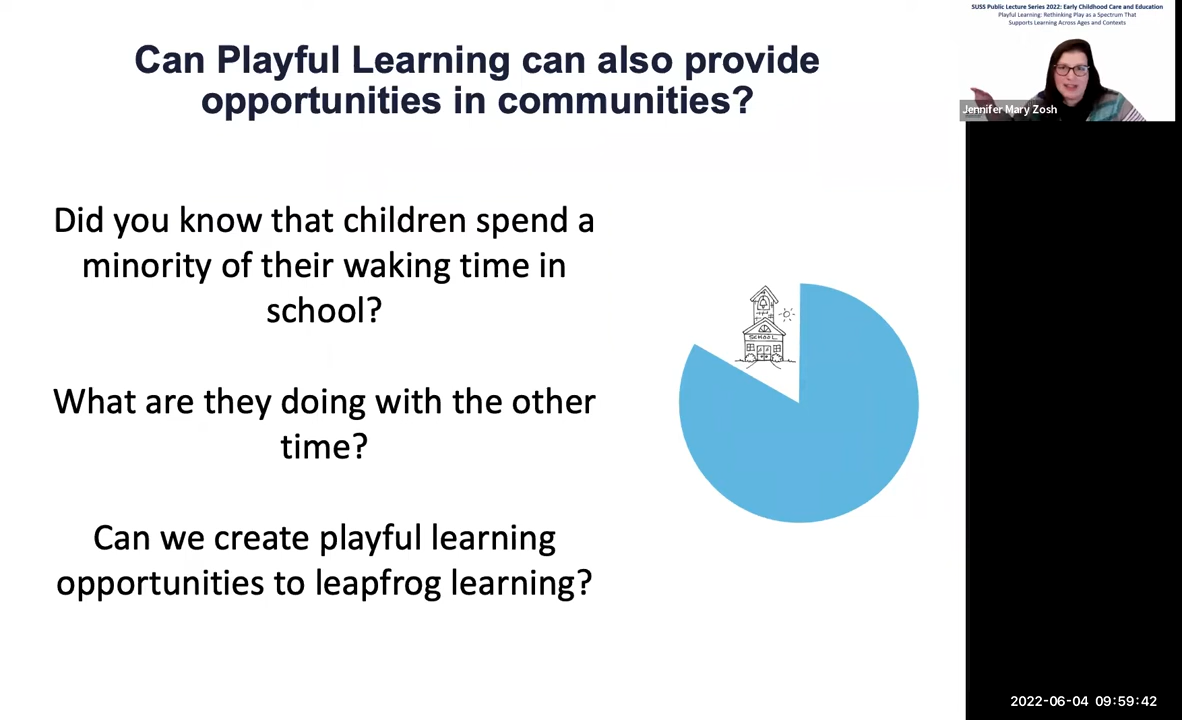 SUSS Public Lecture Series 2022: Early Childhood Care and Education
Playful Learning: Rethinking Play as a Spectrum That
Supports Learning Across Ages and Contexts
Jennifer Mary Zosh
Can Playful Learning can also provide
opportunities in communities?
Did you know that children spend a
minority of their waking time in
school?
What are they doing with the other
time?
Can we create playful learning
opportunities to leapfrog learning?
SCHOOL
2022-06-04 09:59:42